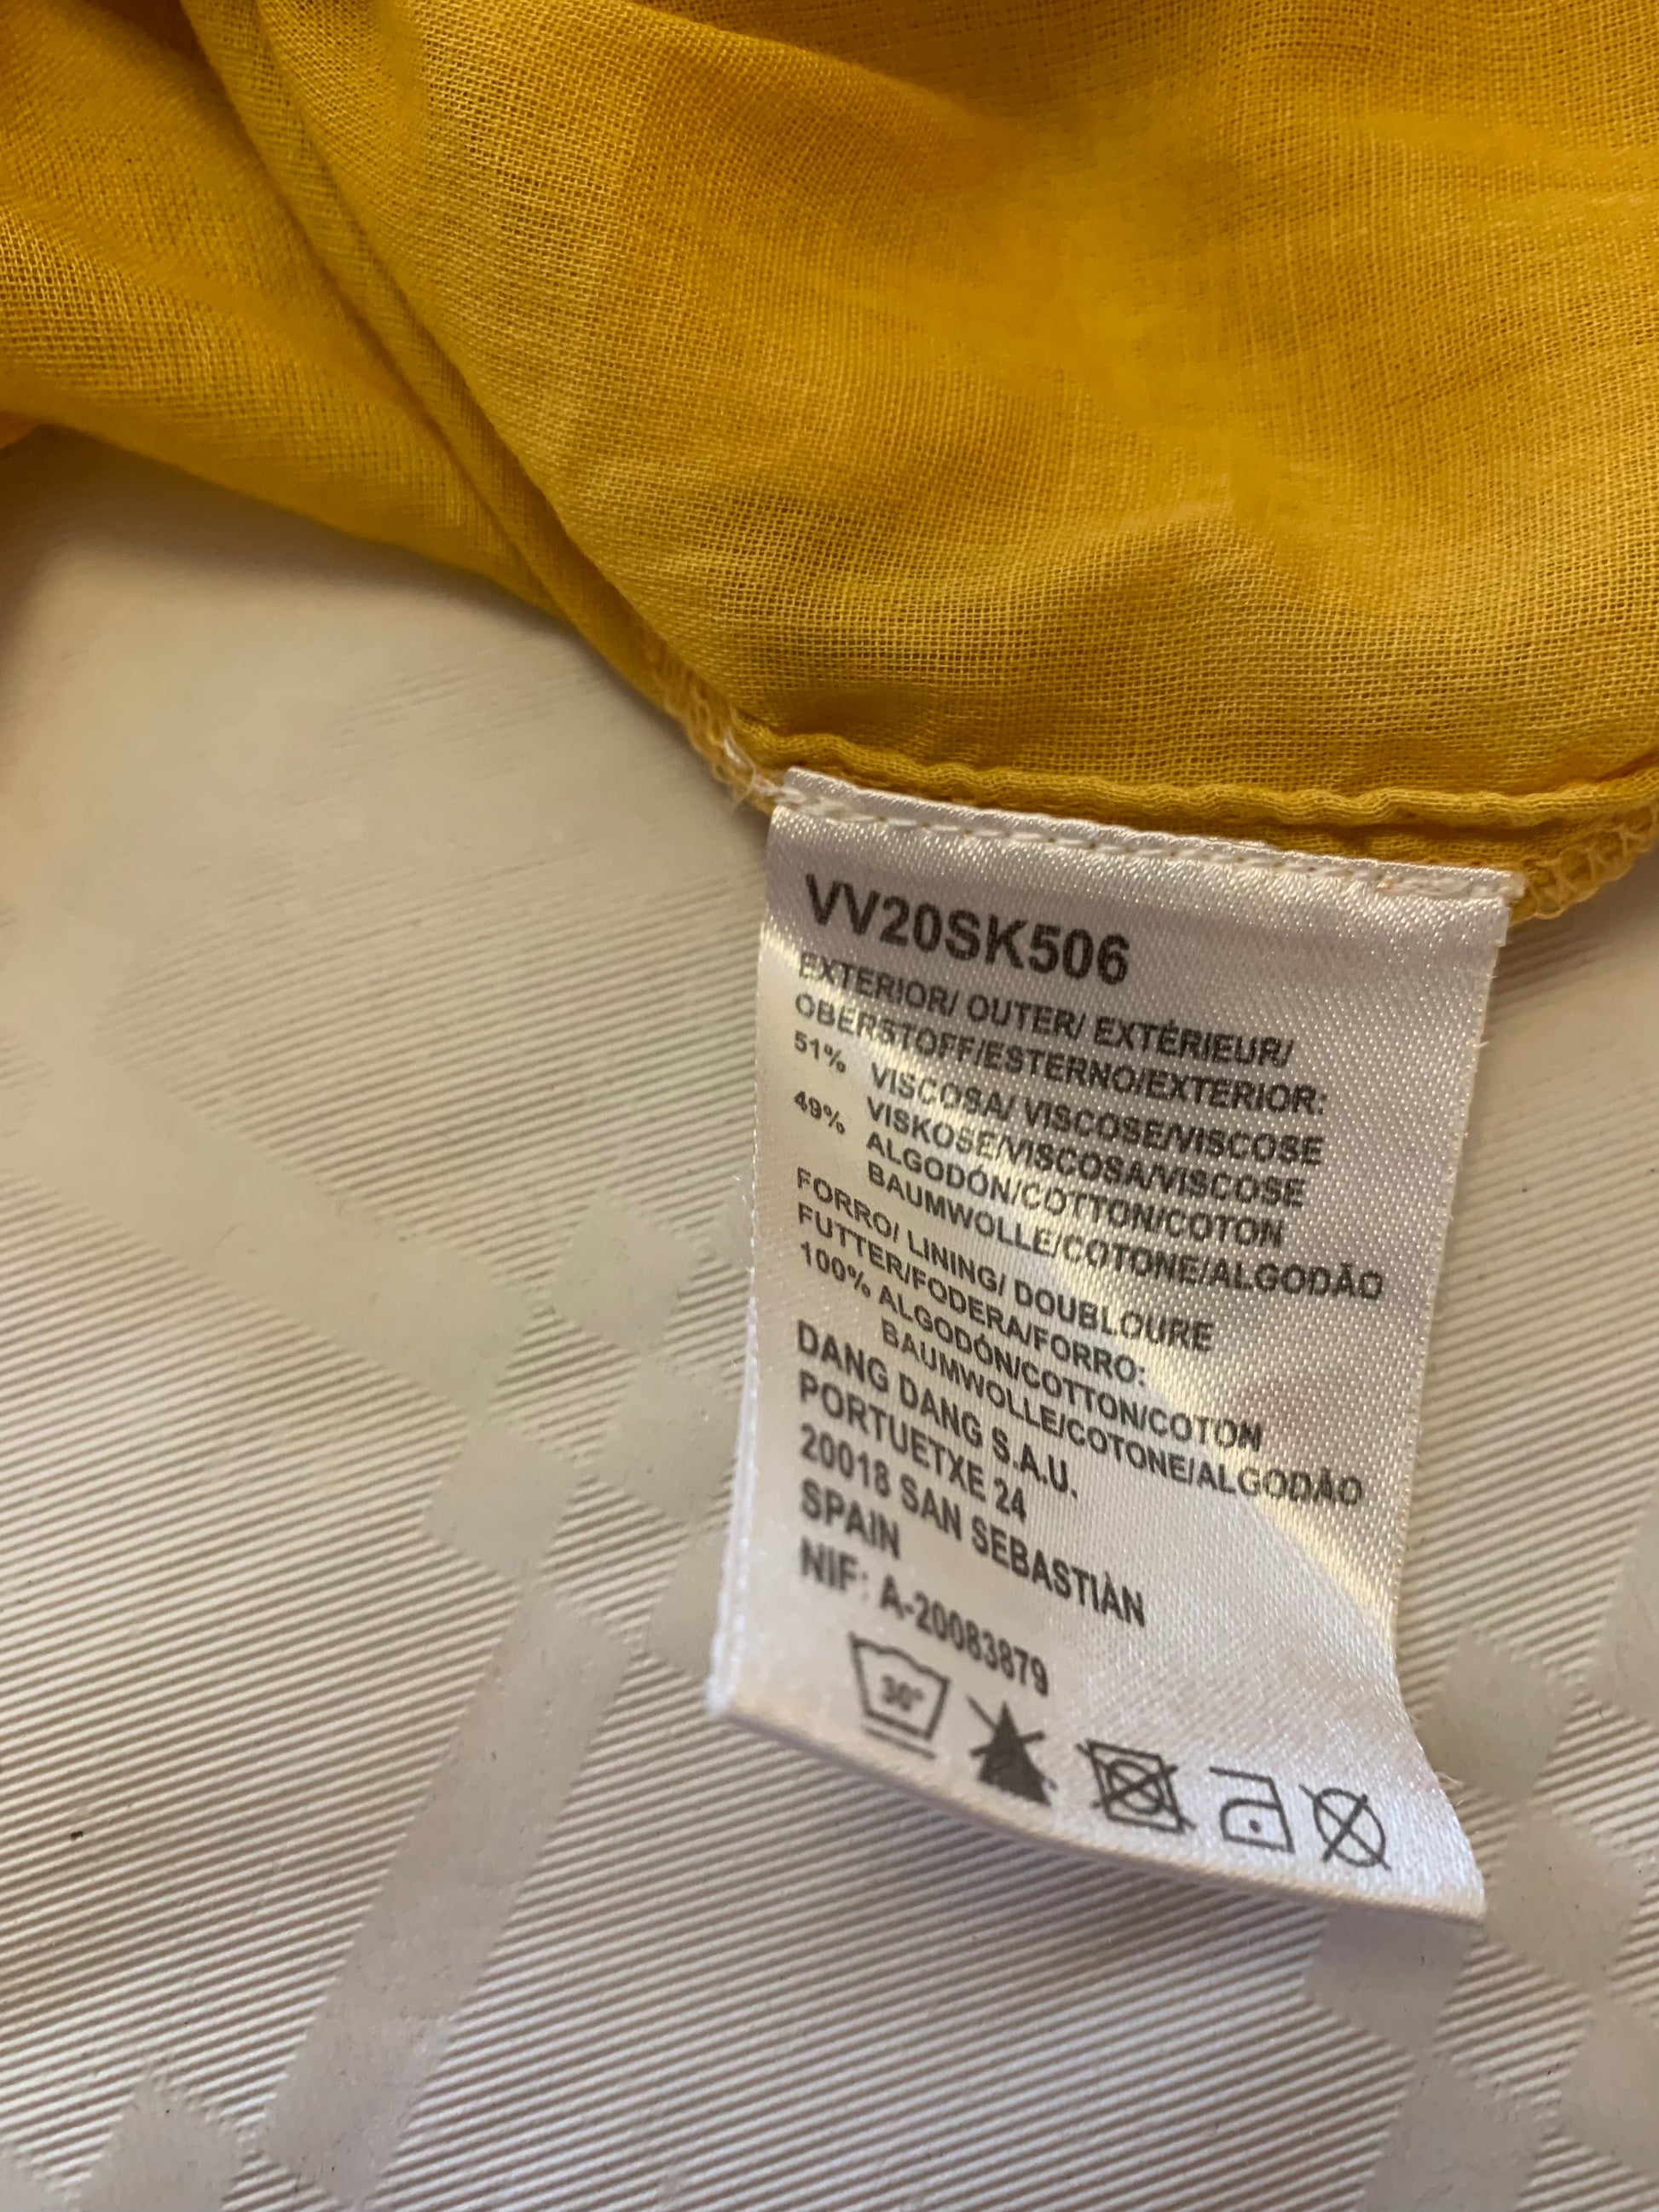 VV20SK506
EXTERIOR/ OUTER/ EXTÉRIEUR/
OBERSTOFF/ESTERNO/EXTERIOR:
51% VISCOSA/ VISCOSE/VISCOSE
VISKOSE/VISCOSA/VISCOSE
49% ALGODÓN/COTTON/COTON
BAUMWOLLE/COTONE/ALGODÃO
FORRO/ LINING/ DOUBLOURE
FUTTER/FODERA/FORRO:
100% ALGODÓN/COTTON/COTON
BAUMWOLLE/COTONE/ALGODÃO
DANG DANG S.A.U.
PORTUETXE 24
20018 SAN SEBASTIÀN
SPAIN
NIF: A-20083879
30°